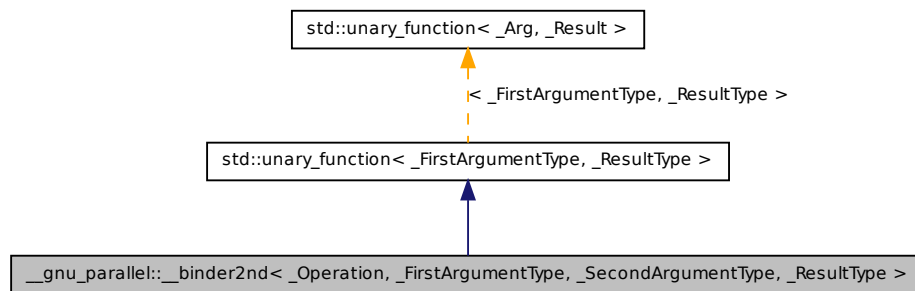 std::unary_function< _Arg, _Result >
< _FirstArgumentType, _ResultType >
std::unary_function< _FirstArgumentType, _ResultType >
__gnu_parallel::__binder2nd< _Operation, _FirstArgumentType, _SecondArgumentType, _ResultType >